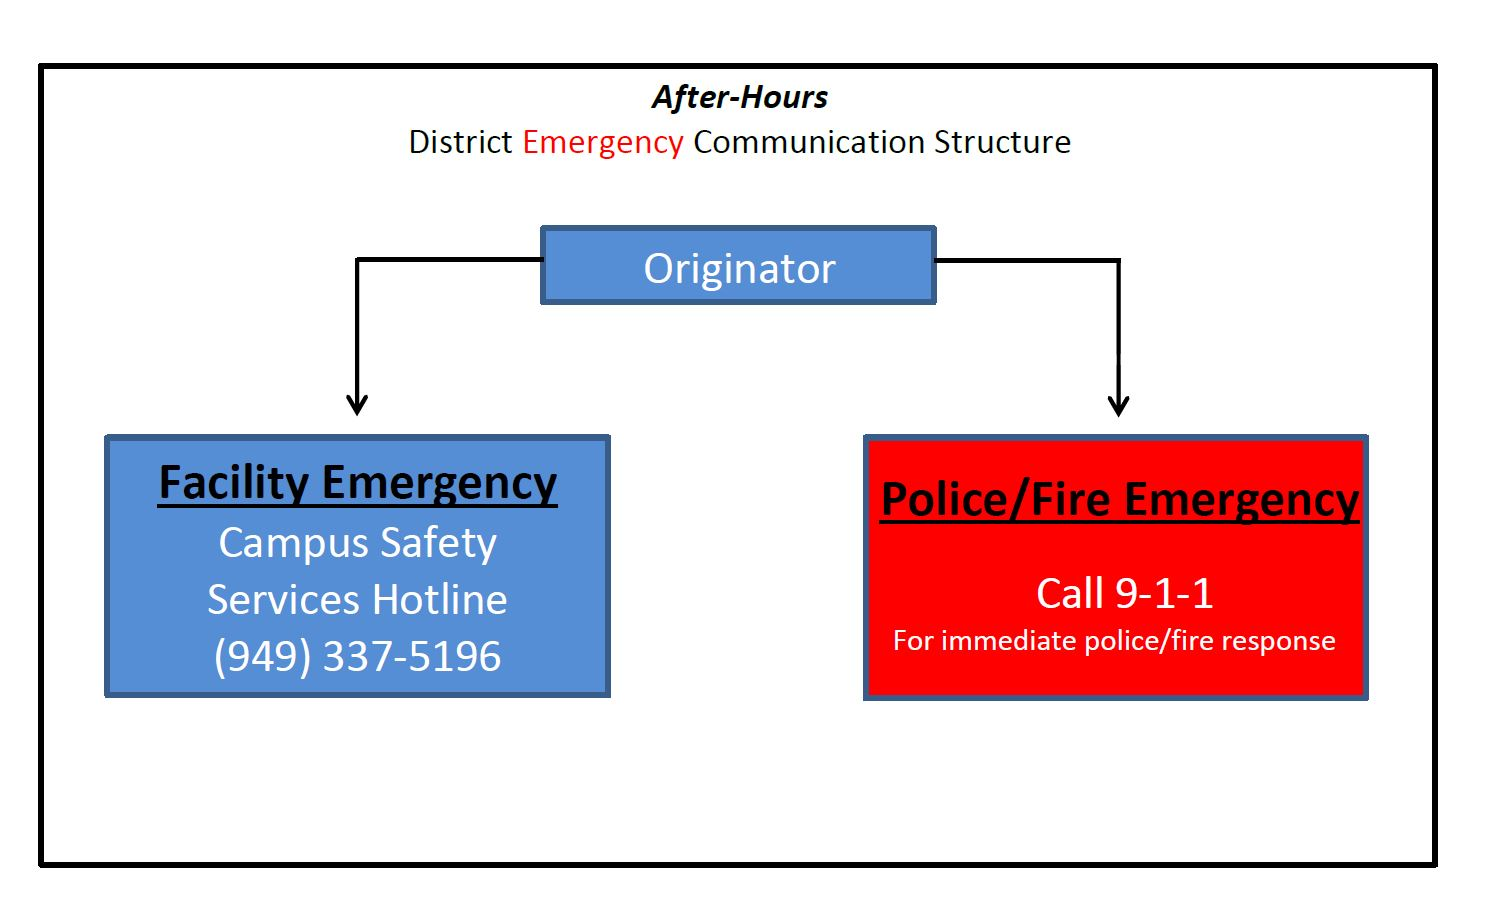 After-Hours
District Emergency Communication Structure
Originator
Facility Emergency
Campus Safety
Services Hotline
(949) 337-5196
Police/Fire Emergency
Call 9-1-1
For immediate police/fire response